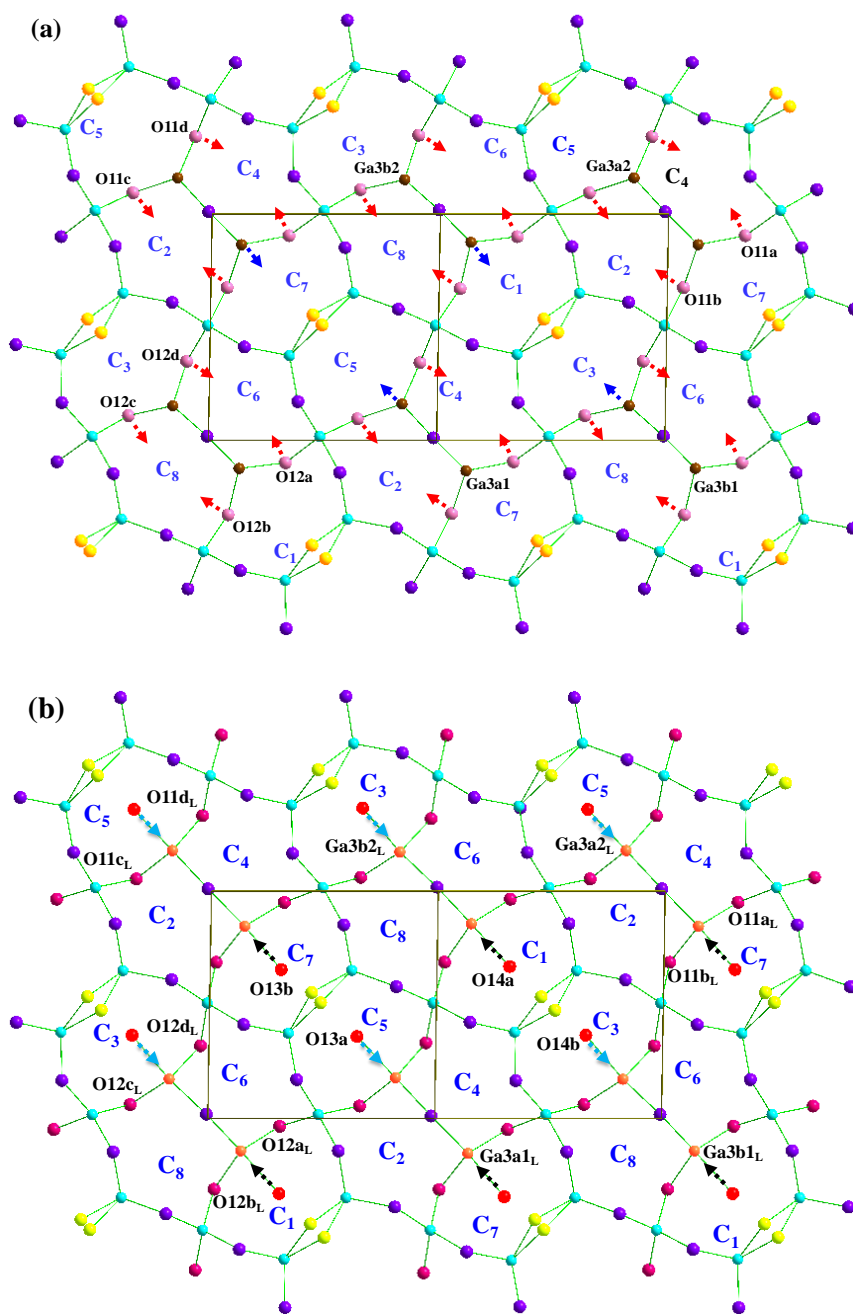 (a)
C5
O11d
C4
C3
Ga3b2
C6
C5
Ga3a2
C4
O11c
C2
C7
C8
C1
C2
O11a
O11b
C7
C3
O12d
C6
C5
C4
C3
C6
O12c
C8
O12a
C2
Ga3a1
C7
C8
Ga3b1
O12b
C1
C1
(b)
C5
O11dL
C3
C5
Ga3b2L
Ga3a2L
O11cL
C4
C6
C4
C2
C2
O11aL
C7
C8
C1
O11bL
C7
O13b
O14a
C3
O12dL
O13a
C5
O14b
C3
O12cL
C6
C4
C6
O12aL
C2
Ga3a1L
C8
Ga3b1L
C8
O12bL
C1
C7
C1